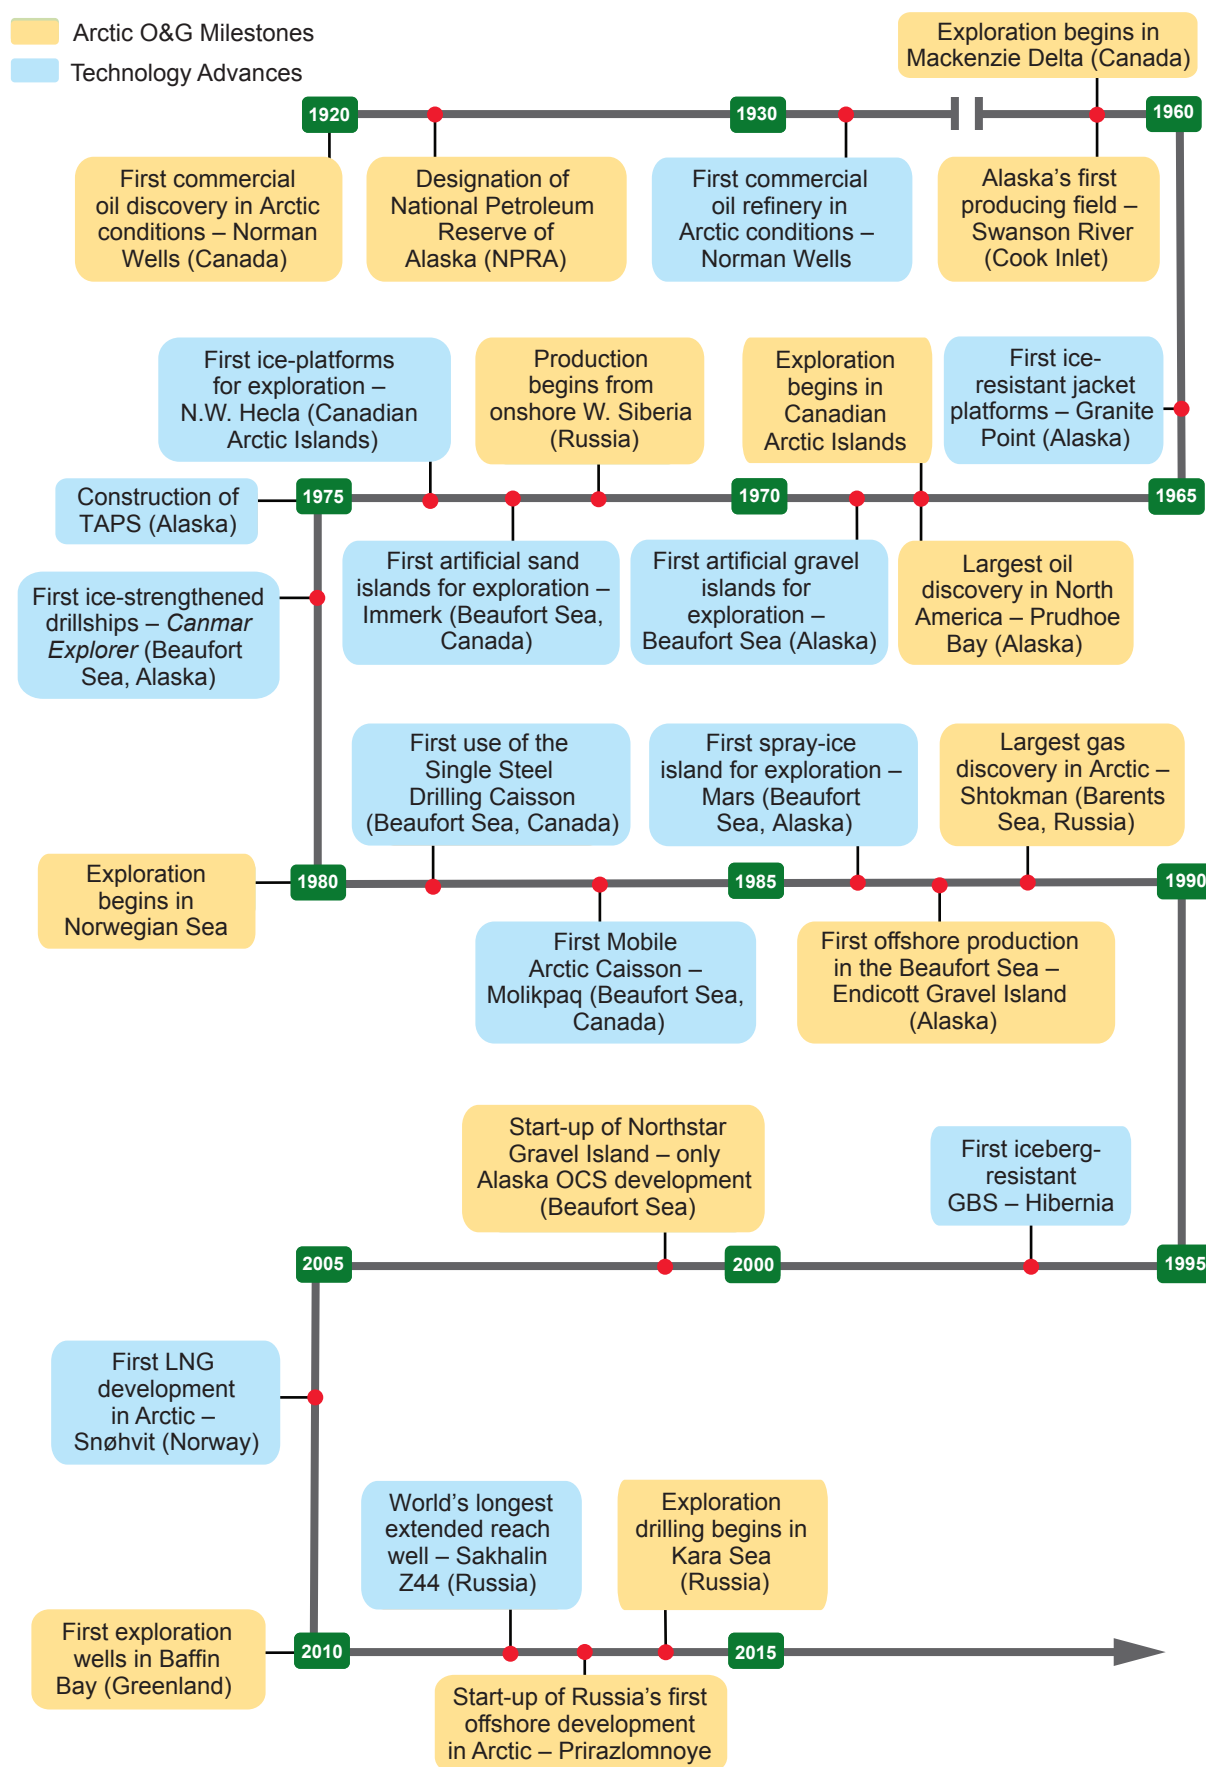 Arctic O&G Milestones
Technology Advances
Exploration begins in
Mackenzie Delta (Canada)
1920
1930
1960
First commercial
oil discovery in Arctic
conditions – Norman
Wells (Canada)
Designation of
National Petroleum
Reserve of
Alaska (NPRA)
First commercial
oil refinery in
Arctic conditions –
Norman Wells
Alaska’s first
producing field –
Swanson River
(Cook Inlet)
First ice-platforms
for exploration –
N.W. Hecla (Canadian
Arctic Islands)
Production
begins from
onshore W. Siberia
(Russia)
Exploration
begins in
Canadian
Arctic Islands
First ice-
resistant jacket
platforms – Granite
Point (Alaska)
Construction of
TAPS (Alaska)
1975
1970
1965
First ice-strengthened
drillships – Canmar
Explorer (Beaufort
Sea, Alaska)
First artificial sand
islands for exploration –
Immerk (Beaufort Sea,
Canada)
First artificial gravel
islands for
exploration –
Beaufort Sea (Alaska)
Largest oil
discovery in North
America – Prudhoe
Bay (Alaska)
First use of the
Single Steel
Drilling Caisson
(Beaufort Sea, Canada)
First spray-ice
island for exploration –
Mars (Beaufort
Sea, Alaska)
Largest gas
discovery in Arctic –
Shtokman (Barents
Sea, Russia)
Exploration
begins in
Norwegian Sea
1980
1985
1990
First Mobile
Arctic Caisson –
Molikpaq (Beaufort Sea,
Canada)
First offshore production
in the Beaufort Sea –
Endicott Gravel Island
(Alaska)
Start-up of Northstar
Gravel Island – only
Alaska OCS development
(Beaufort Sea)
First iceberg-
resistant
GBS – Hibernia
2005
2000
1995
First LNG
development
in Arctic –
Snøhvit (Norway)
World’s longest
extended reach
well – Sakhalin
Z44 (Russia)
Exploration
drilling begins in
Kara Sea
(Russia)
First exploration
wells in Baffin
Bay (Greenland)
2010
2015
Start-up of Russia’s first
offshore development
in Arctic – Prirazlomnoye